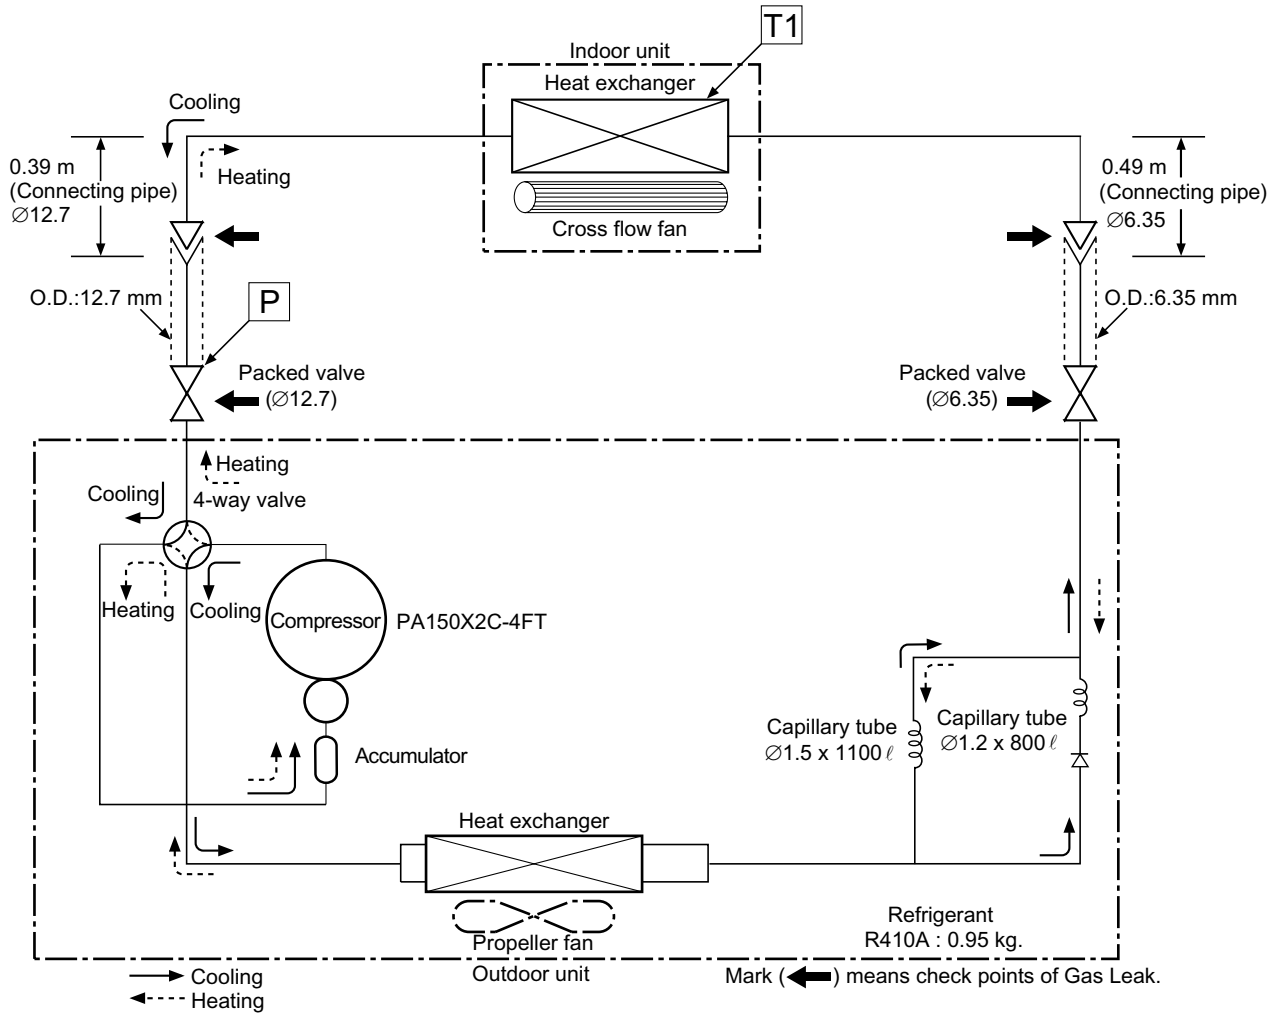 T1
Indoor unit
Heat exchanger
Cooling
Heating
0.39 m
(Connecting pipe)
∅12.7
0.49 m
(Connecting pipe)
∅6.35
Cross flow fan
O.D.:12.7 mm
P
O.D.:6.35 mm
Packed valve
(∅12.7)
Packed valve
(∅6.35)
Heating
Cooling
4-way valve
Heating
Cooling
Compressor
PA150X2C-4FT
Capillary tube
∅1.5 x 1100 ℓ
Capillary tube
∅1.2 x 800 ℓ
Accumulator
Heat exchanger
Propeller fan
Refrigerant
R410A : 0.95 kg.
Outdoor unit
Cooling
Heating
Mark ( ) means check points of Gas Leak.